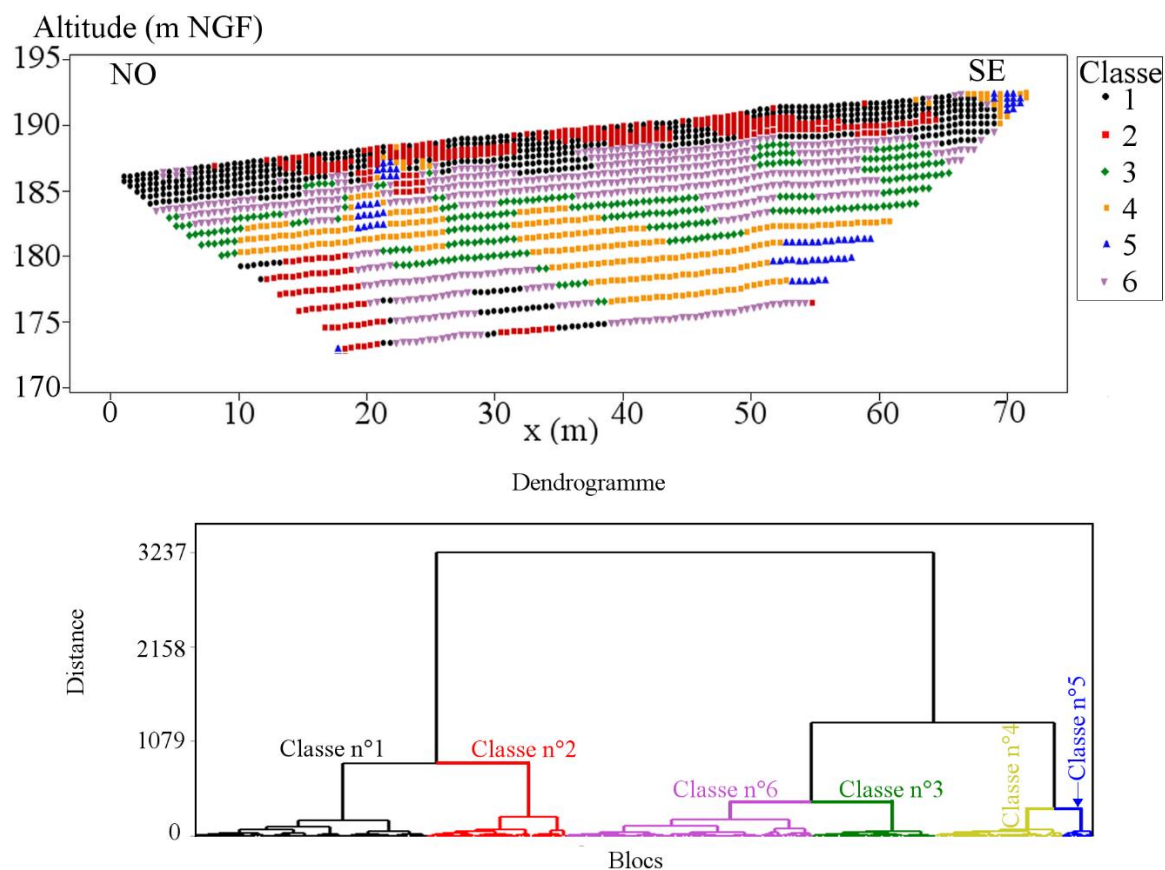 Altitude (m NGF)
195
190
185
180
175
170
NO
SE
Classe
1
2
3
4
5
6
0
10
20
30
40
50
60
70
x (m)
Dendrogramme
3237
2158
1079
0
Distance
Classe n°1
Classe n°2
Classe n°6
Classe n°3
Classe n°4
Classe n°5
Blocs